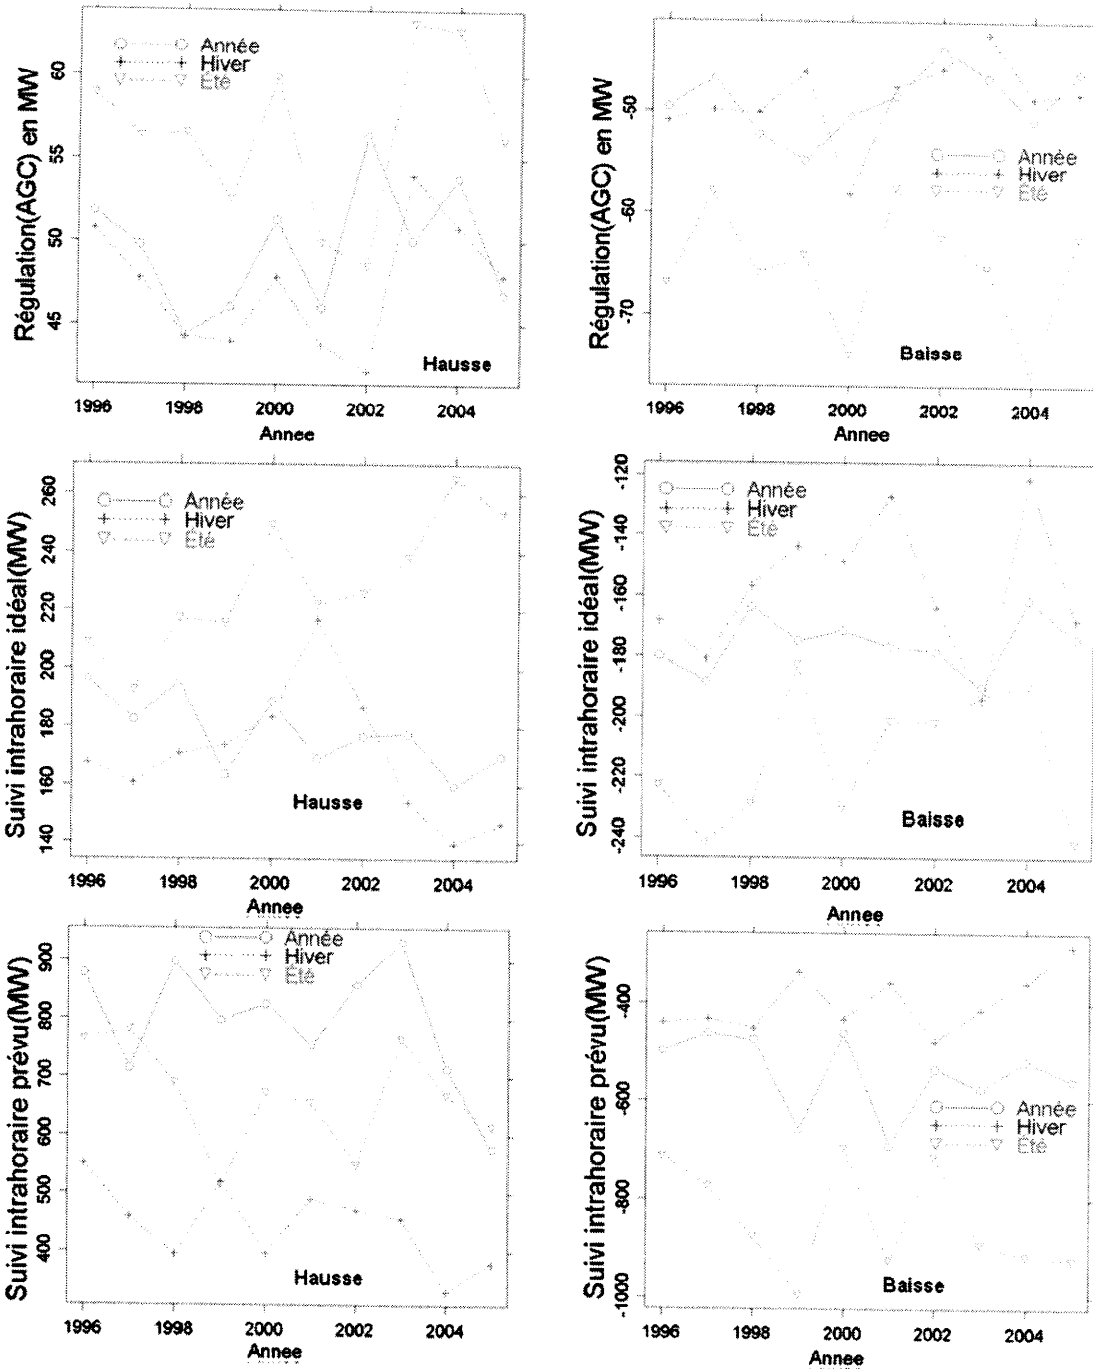 Régulation(AGC) en MW
60
55
50
45
Année
Hiver
Été
Hausse
1996
1998
2000
2002
2004
Annee
Régulation(AGC) en MW
-50
-60
-70
Année
Hiver
Été
Baisse
1996
1998
2000
2002
2004
Annee
Suivi intrahoraire idéal(MW)
260
240
220
200
180
160
140
Année
Hiver
Été
Hausse
1996
1998
2000
2002
2004
Annee
Suivi intrahoraire idéal(MW)
-120
-140
-160
-180
-200
-220
-240
Année
Hiver
Été
Baisse
1996
1998
2000
2002
2004
Annee
Suivi intrahoraire prévu(MW)
900
800
700
600
500
400
Année
Hiver
Été
Hausse
1996
1998
2000
2002
2004
Annee
Suivi intrahoraire prévu(MW)
-400
-600
-800
-1000
Année
Hiver
Été
Baisse
1996
1998
2000
2002
2004
Annee